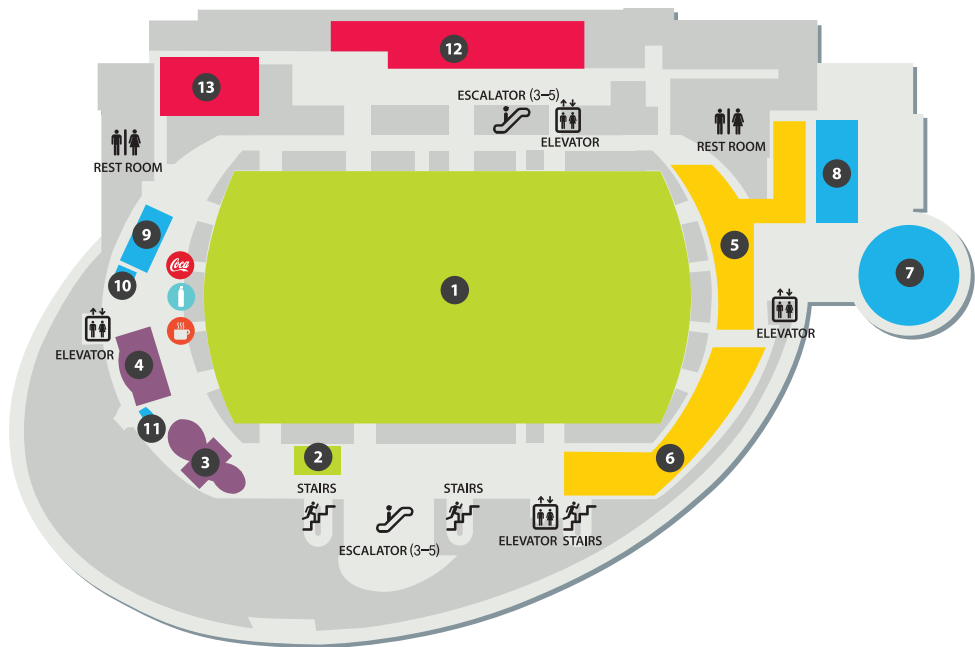 12
13
ESCALATOR (3-5)
ELEVATOR
REST ROOM
REST ROOM
8
9
5
Coca
10
7
1
ELEVATOR
ELEVATOR
4
11
2
6
3
STAIRS
STAIRS
ESCALATOR (3-5)
ELEVATOR
STAIRS